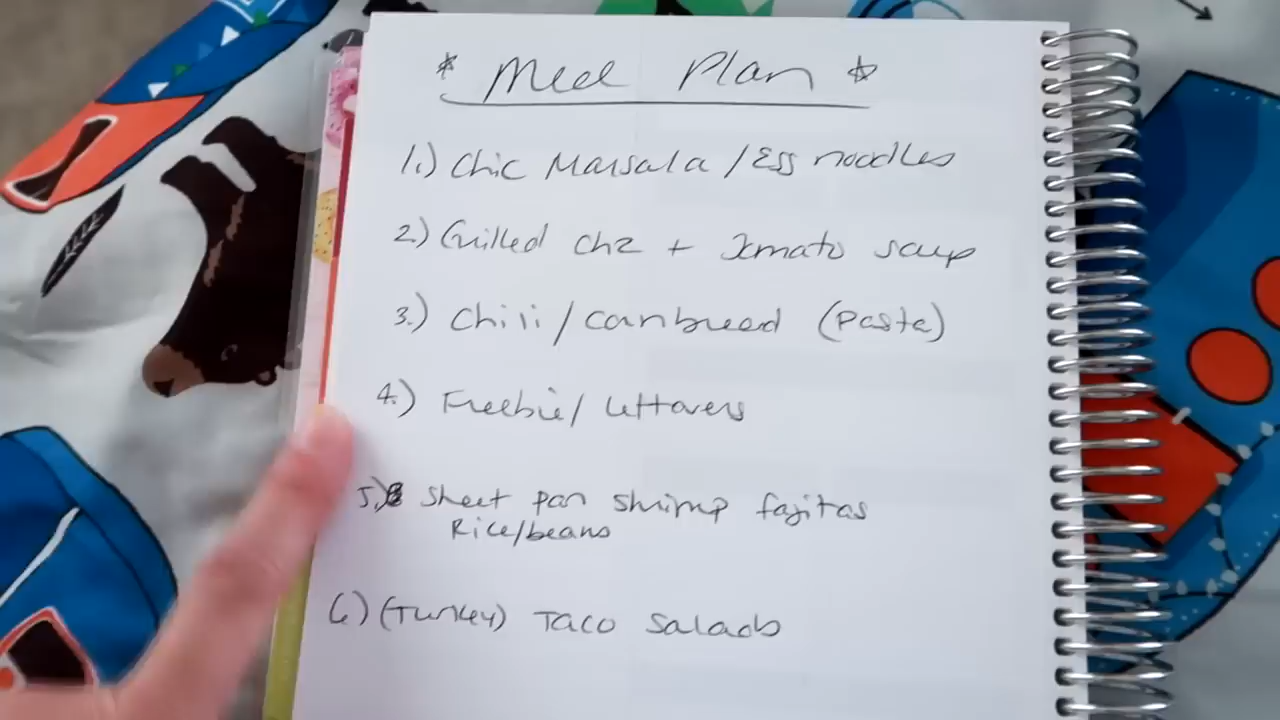 * Meal Plan ☆
1.) Chic Marsala / Egg noodles
2.) Grilled chz + Tomato soup
3.) Chili / cornbread (Pasta)
4.) Freebie / leftovers
5.) Sheet pan shrimp fajitas
Rice/beans
6.) (Turkey) Taco Salads